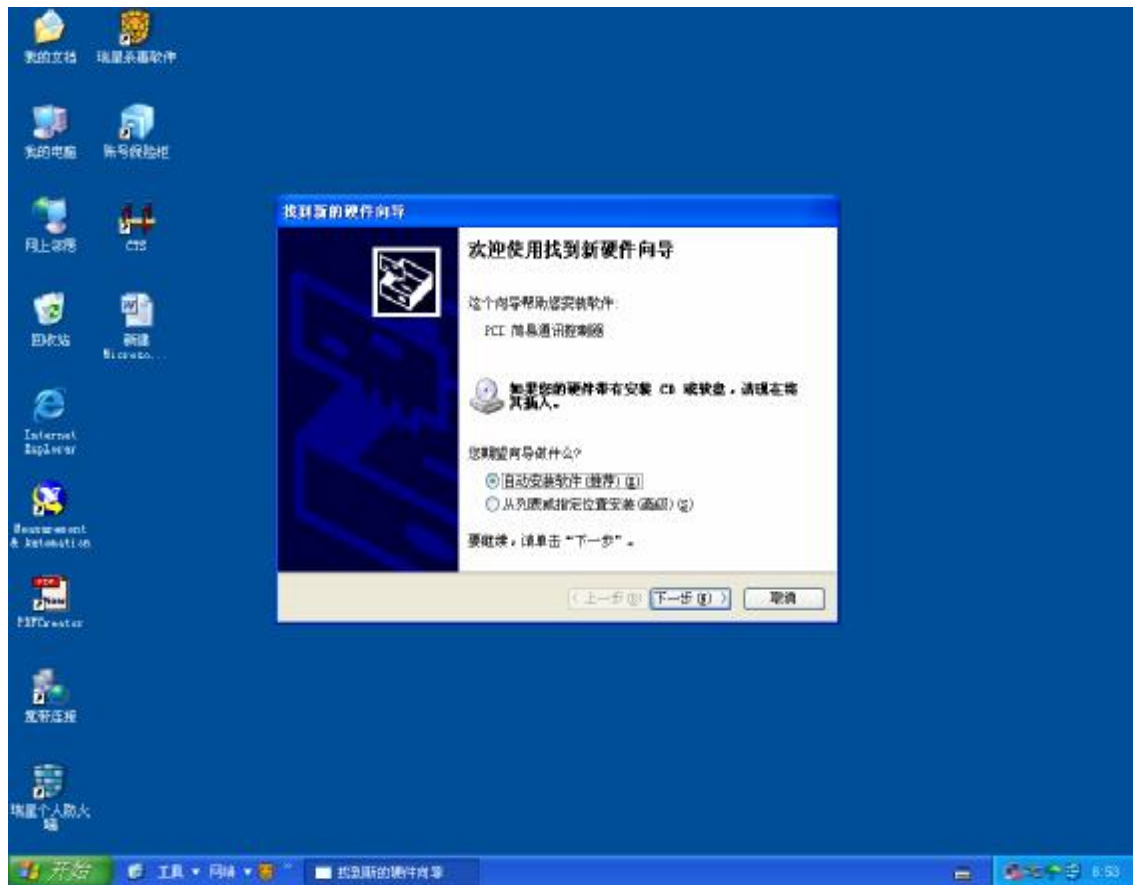 我的文档
瑞星杀毒软件
我的电脑
账号保险柜
网上邻居
CTS
回收站
新建
Microso...
Internet
Explorer
Measurement
& Automation
PDFCreator
宽带连接
瑞星个人防火
墙
找到新的硬件向导
欢迎使用找到新硬件向导
这个向导帮助您安装软件:
PCI 简易通讯控制器
如果您的硬件带有安装 CD 或软盘，请现在将
其插入。
您期望向导做什么?
自动安装软件(推荐)(I)
从列表或指定位置安装(高级)(S)
要继续，请单击“下一步”。
< 上一步(B)
下一步(N) >
取消
开始
工具
网络
找到新的硬件向导
8:53